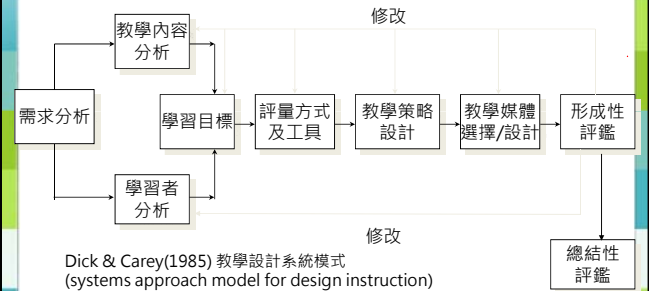 修改
教學內容
分析
需求分析
學習目標
評量方式
及工具
教學策略
設計
教學媒體
選擇/設計
形成性
評鑑
學習者
分析
修改
總結性
評鑑
Dick & Carey(1985) 教學設計系統模式
(systems approach model for design instruction)